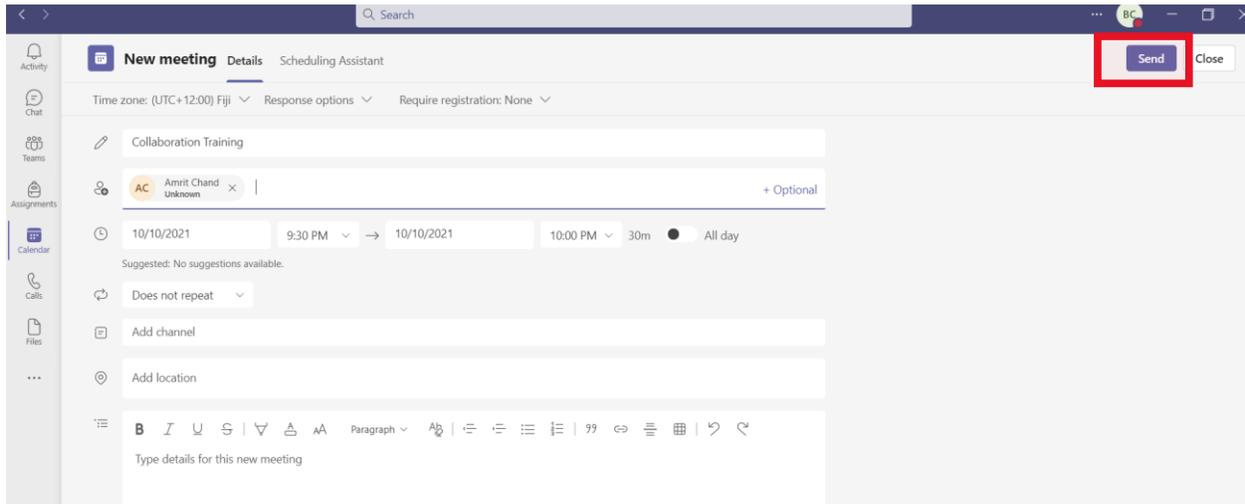 Search
BC
Activity
Chat
Teams
Assignments
Calendar
Calls
Files
New meeting Details Scheduling Assistant
Send Close
Time zone: (UTC+12:00) Fiji Response options Require registration: None
Collaboration Training
AC Amrit Chand
Unknown
+ Optional
10/10/2021 9:30 PM → 10/10/2021 10:00 PM 30m All day
Suggested: No suggestions available.
Does not repeat
Add channel
Add location
B I U S A AA Paragraph Ab 99
Type details for this new meeting